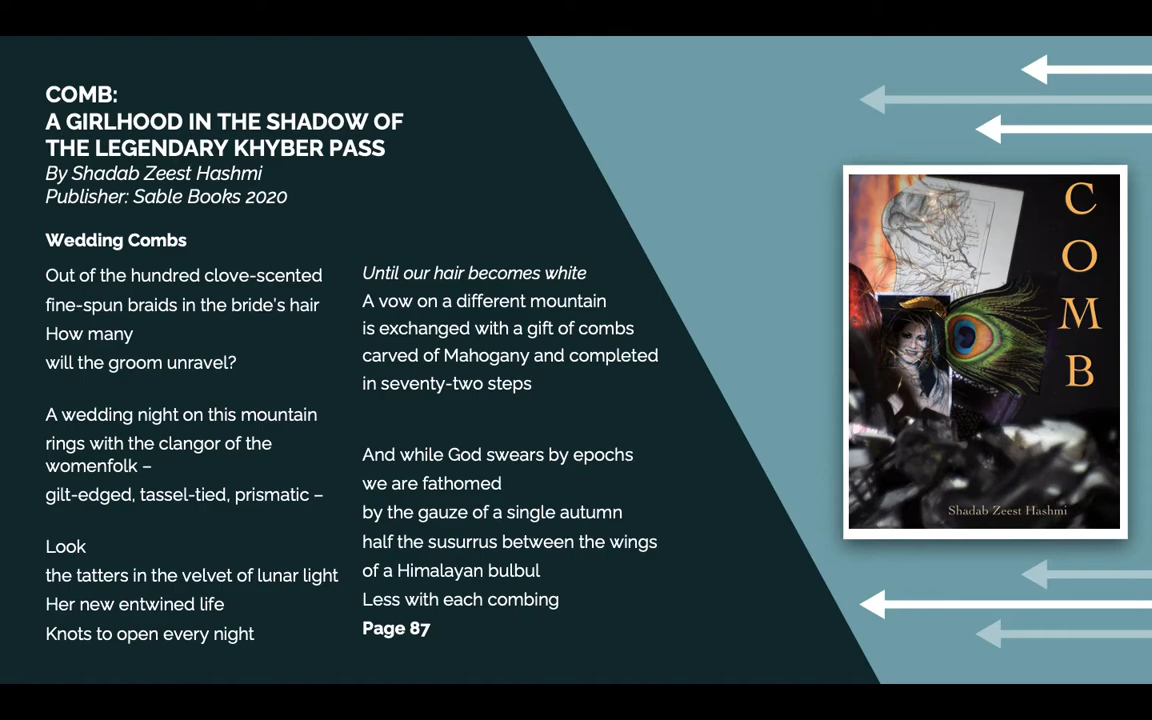 COMB:
A GIRLHOOD IN THE SHADOW OF
THE LEGENDARY KHYBER PASS
By Shadab Zeest Hashmi
Publisher: Sable Books 2020
Wedding Combs
Out of the hundred clove-scented
fine-spun braids in the bride's hair
How many
will the groom unravel?
A wedding night on this mountain
rings with the clangor of the
womenfolk –
gilt-edged, tassel-tied, prismatic –
Look
the tatters in the velvet of lunar light
Her new entwined life
Knots to open every night
Until our hair becomes white
A vow on a different mountain
is exchanged with a gift of combs
carved of Mahogany and completed
in seventy-two steps
And while God swears by epochs
we are fathomed
by the gauze of a single autumn
half the susurrus between the wings
of a Himalayan bulbul
Less with each combing
Page 87
C
O
M
B
Shadab Zeest Hashmi